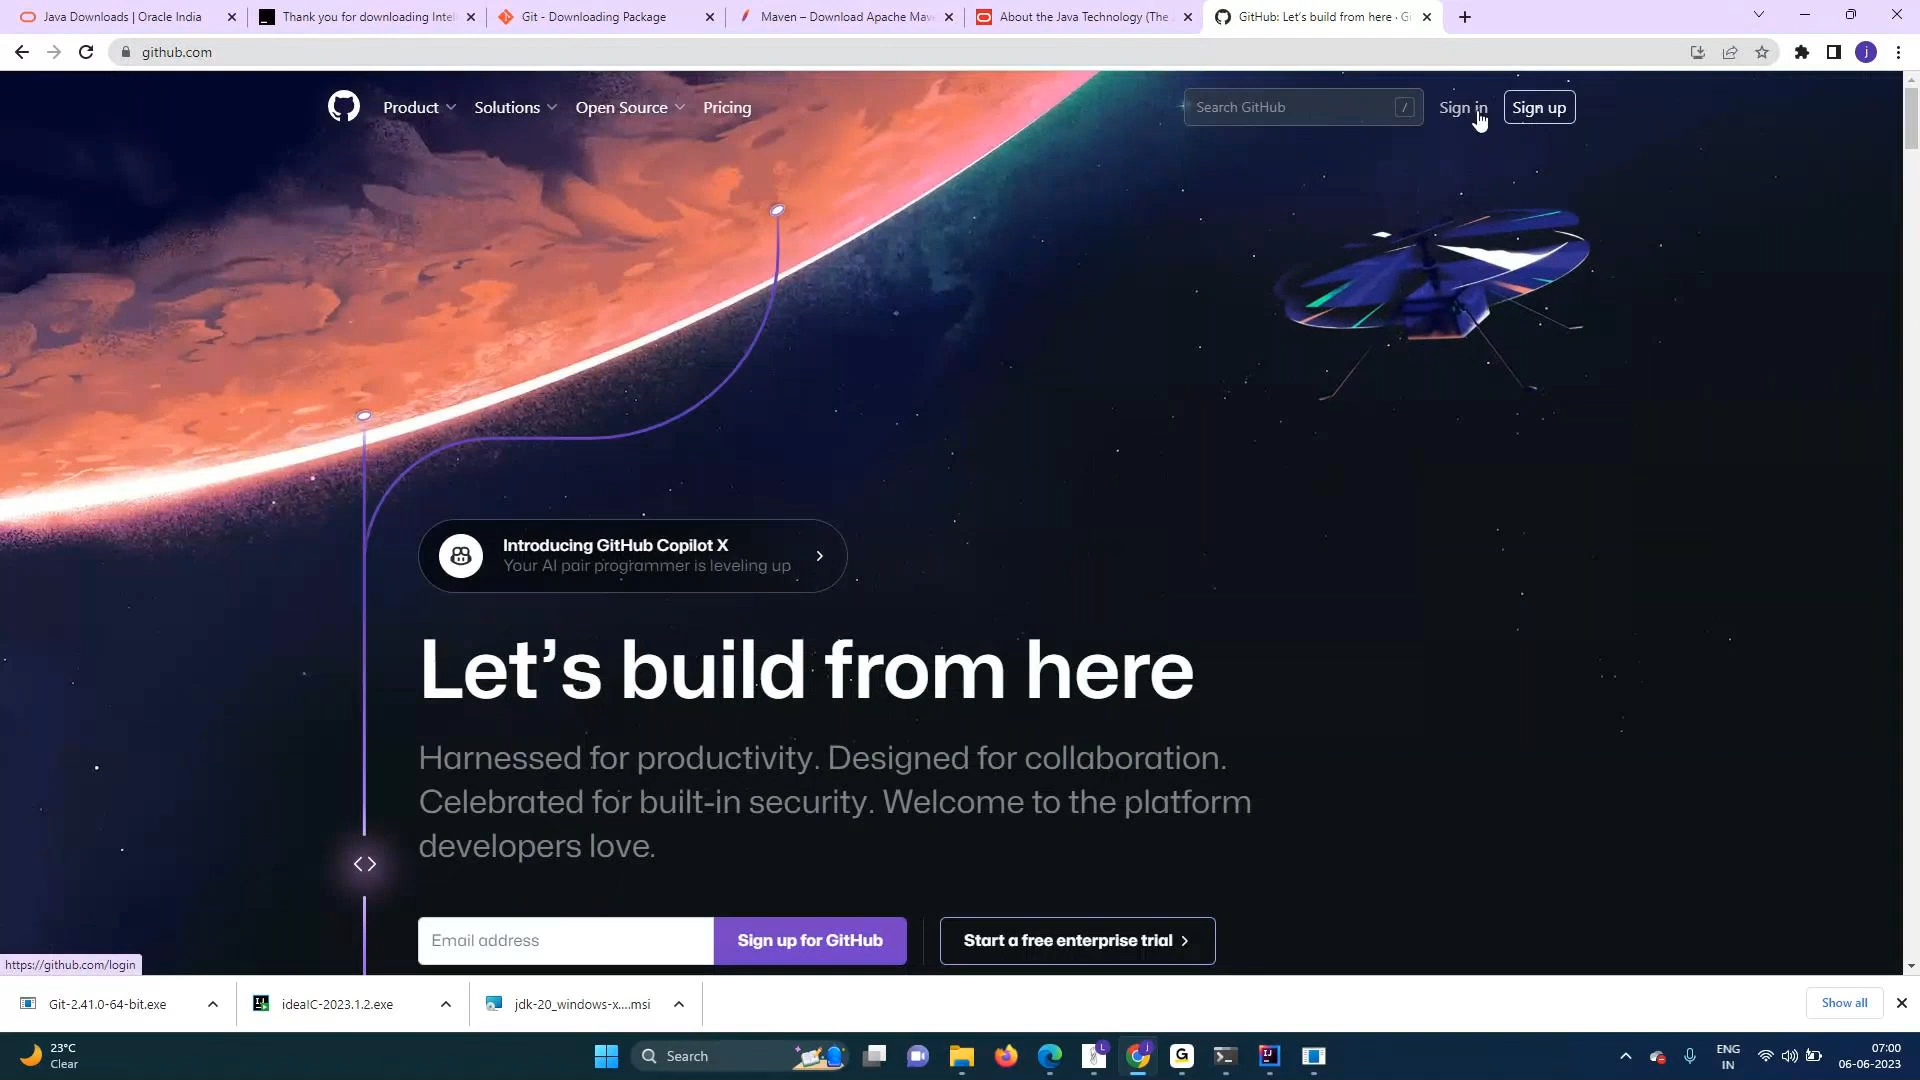 Java Downloads | Oracle India
Thank you for downloading Intel
Git - Downloading Package
Maven – Download Apache Mav
About the Java Technology (The
GitHub: Let's build from here · Gi
github.com
Product
Solutions
Open Source
Pricing
Search GitHub
/
Sign in
Sign up
Introducing GitHub Copilot X
Your AI pair programmer is leveling up
Let's build from here
Harnessed for productivity. Designed for collaboration.
Celebrated for built-in security. Welcome to the platform
developers love.
Email address
Sign up for GitHub
Start a free enterprise trial
https://github.com/login
Git-2.41.0-64-bit.exe
ideaIC-2023.1.2.exe
jdk-20_windows-x....msi
Show all
23°C
Clear
Search
ENG
IN
07:00
06-06-2023